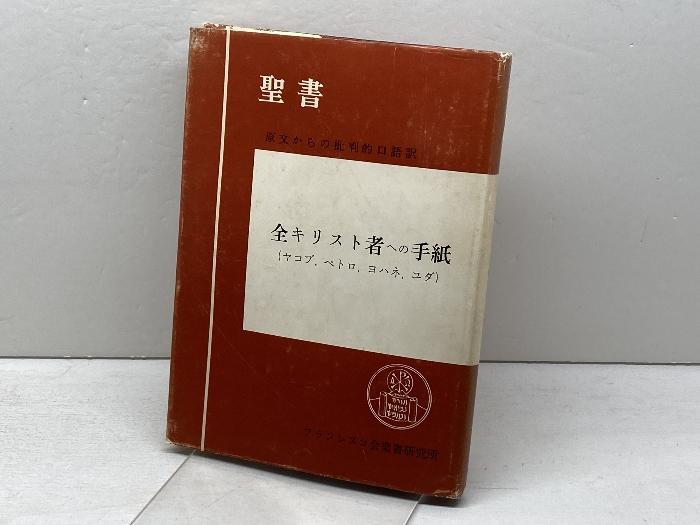 聖書
原文からの批判的口語訳
全キリスト者への手紙
(ヤコブ, ペトロ, ヨハネ, ユダ)
フランシスコ会聖書研究所